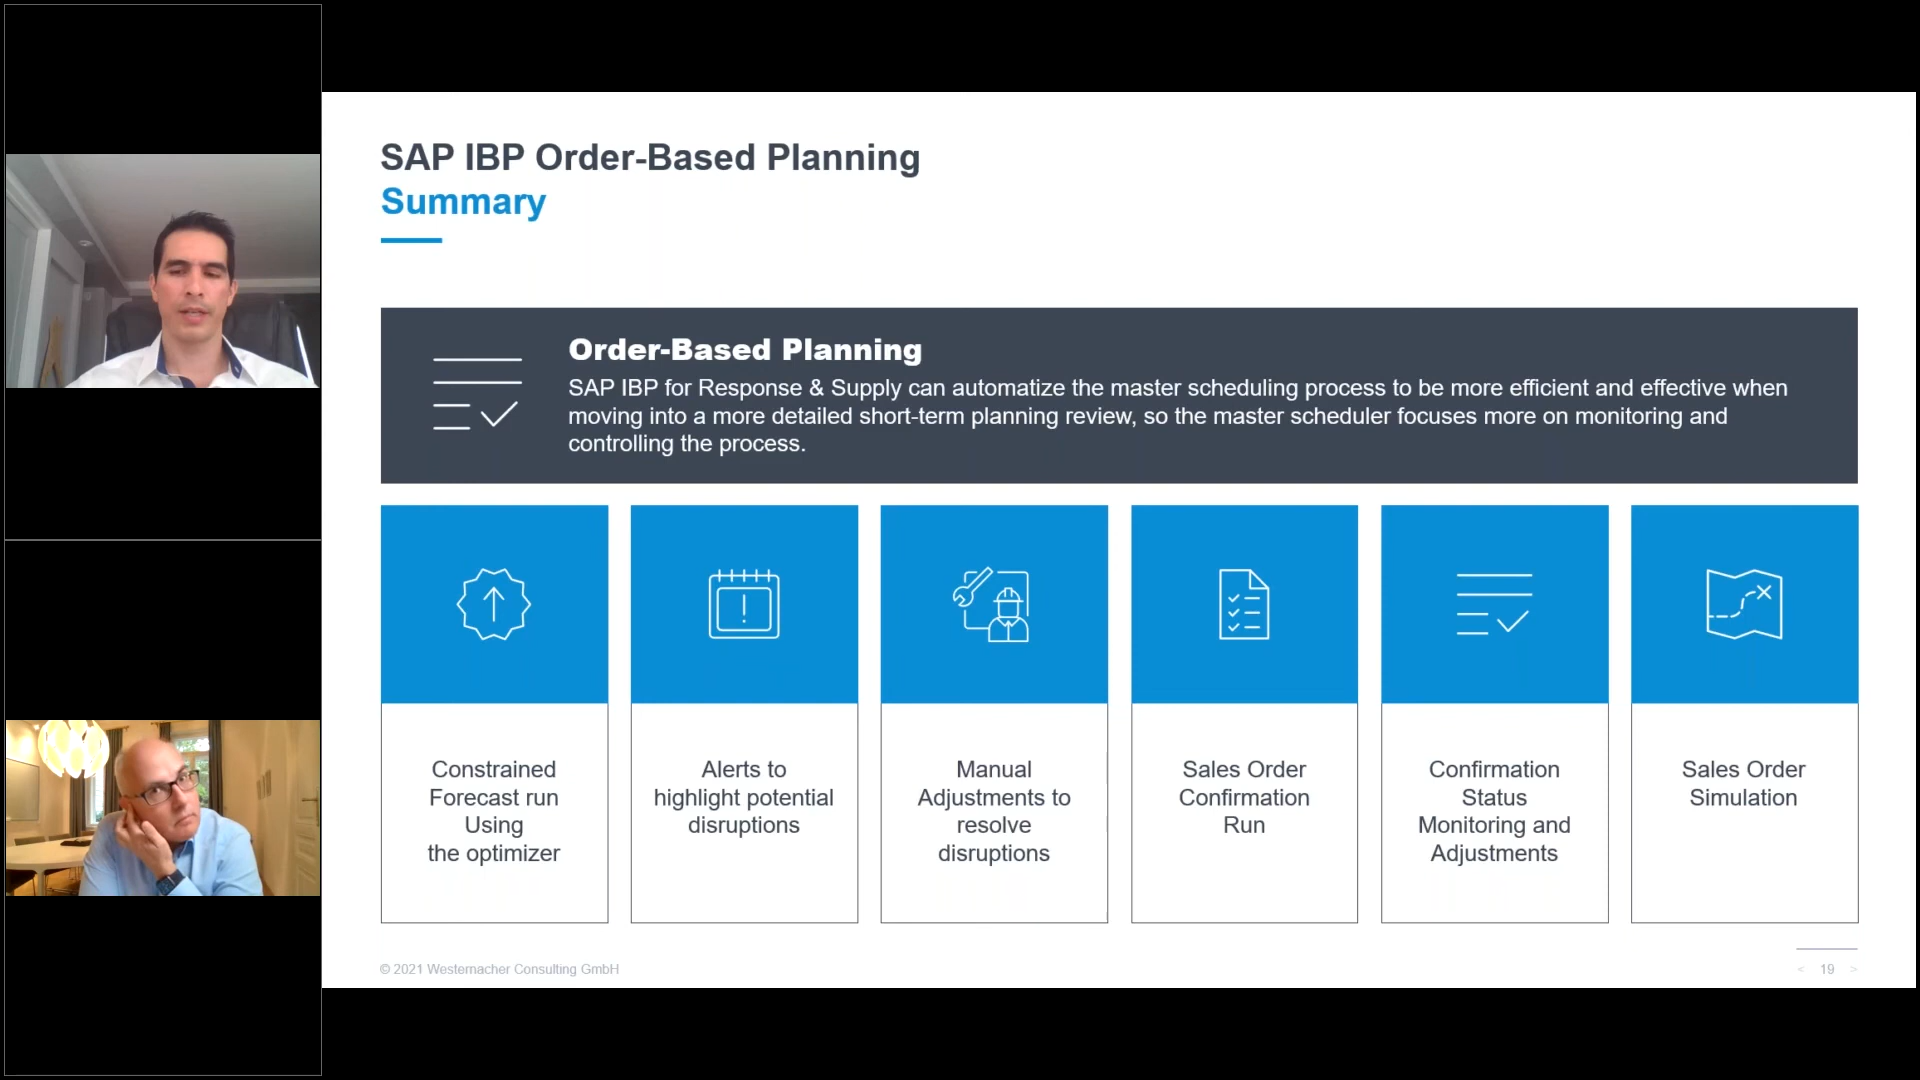 SAP IBP Order-Based Planning
Summary
Order-Based Planning
SAP IBP for Response & Supply can automatize the master scheduling process to be more efficient and effective when
moving into a more detailed short-term planning review, so the master scheduler focuses more on monitoring and
controlling the process.
Constrained
Forecast run
Using
the optimizer
Alerts to
highlight potential
disruptions
Manual
Adjustments to
resolve
disruptions
Sales Order
Confirmation
Run
Confirmation
Status
Monitoring and
Adjustments
Sales Order
Simulation
© 2021 Westernacher Consulting GmbH
< 19 >